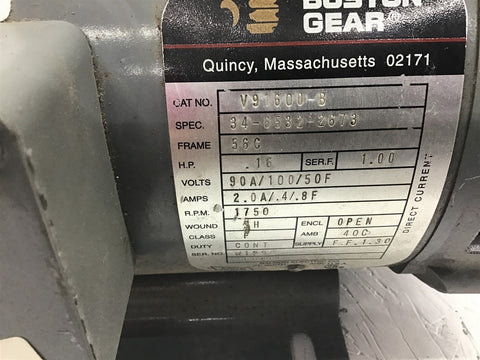 BOSTON
GEAR®
Quincy, Massachusetts 02171
CAT NO. V91600-B
SPEC. 34-6532-2673
FRAME 56C
H.P. .16 SER.F. 1.00
VOLTS 90A/100/50F
AMPS 2.0A/.4/.8F
R.P.M. 1750
WOUND SH ENCL OPEN
CLASS AMB 40C
DUTY CONT SUPPLY F.F.1.30
SER. NO.
DIRECT CURRENT